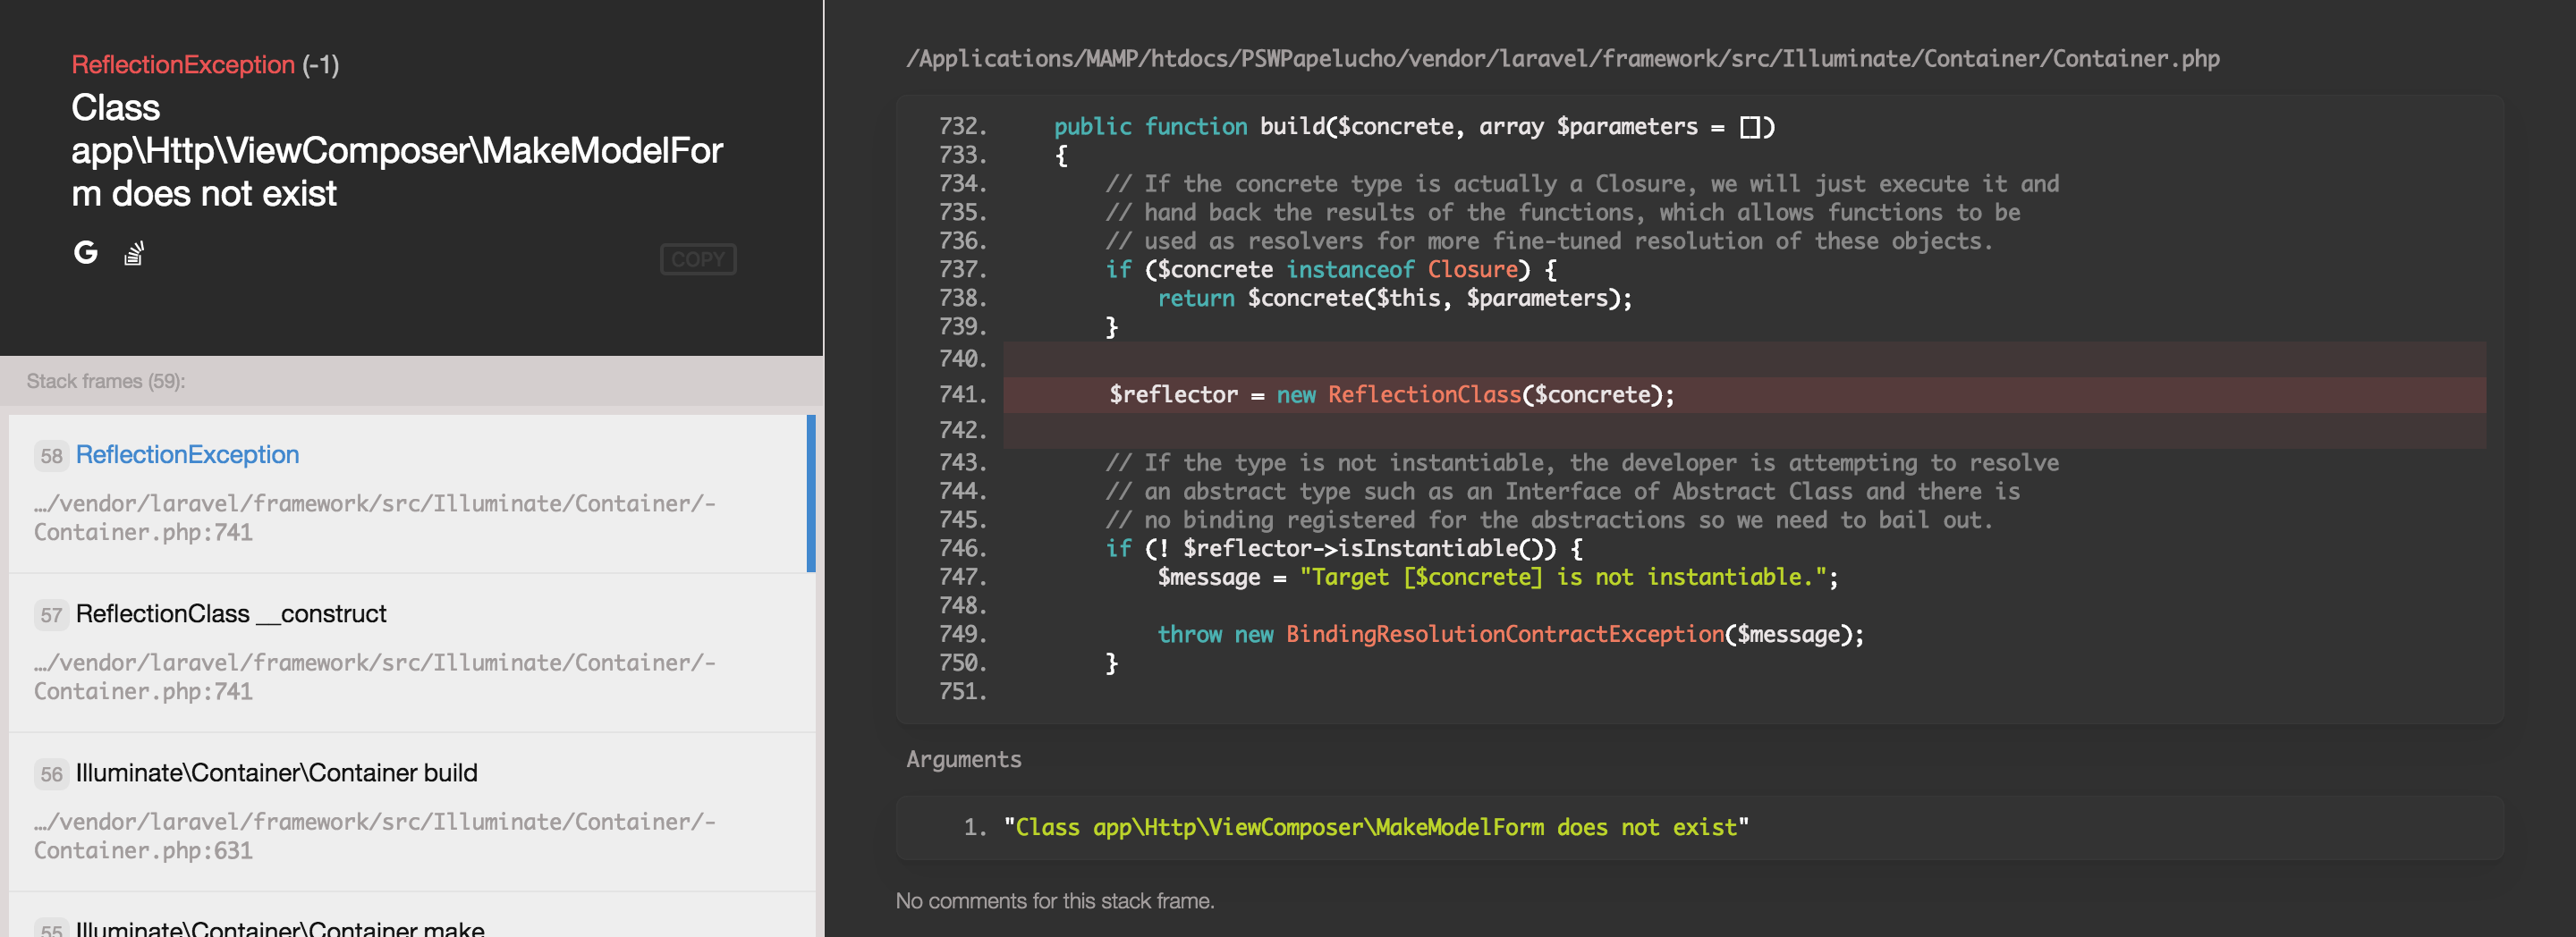 ReflectionException (-1)
Class
app\Http\ViewComposer\MakeModelFor
m does not exist
COPY
Stack frames (59):
58 ReflectionException
…/vendor/laravel/framework/src/Illuminate/Container/-
Container.php:741
57 ReflectionClass __construct
…/vendor/laravel/framework/src/Illuminate/Container/-
Container.php:741
56 Illuminate\Container\Container build
…/vendor/laravel/framework/src/Illuminate/Container/-
Container.php:631
55 Illuminate\Container\Container make
/Applications/MAMP/htdocs/PSWPapelucho/vendor/laravel/framework/src/Illuminate/Container/Container.php
732.     public function build($concrete, array $parameters = [])
733.     {
734.         // If the concrete type is actually a Closure, we will just execute it and
735.         // hand back the results of the functions, which allows functions to be
736.         // used as resolvers for more fine-tuned resolution of these objects.
737.         if ($concrete instanceof Closure) {
738.             return $concrete($this, $parameters);
739.         }
740.
741.         $reflector = new ReflectionClass($concrete);
742.
743.         // If the type is not instantiable, the developer is attempting to resolve
744.         // an abstract type such as an Interface of Abstract Class and there is
745.         // no binding registered for the abstractions so we need to bail out.
746.         if (! $reflector->isInstantiable()) {
747.             $message = "Target [$concrete] is not instantiable.";
748.
749.             throw new BindingResolutionContractException($message);
750.         }
751.
Arguments
1. "Class app\Http\ViewComposer\MakeModelForm does not exist"
No comments for this stack frame.